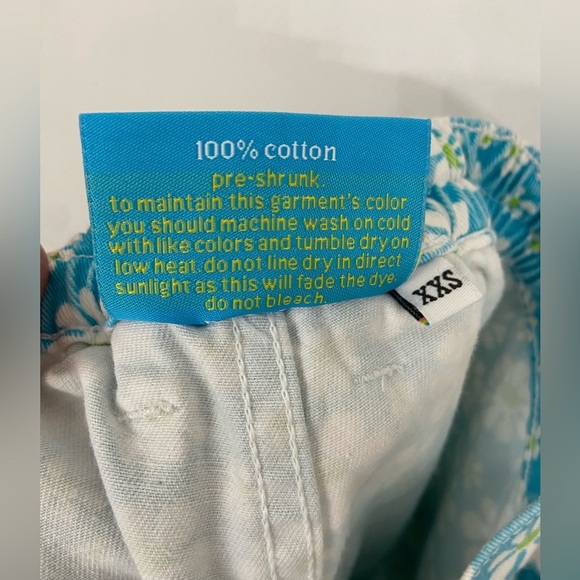 100% cotton
pre-shrunk.
to maintain this garment's color
you should machine wash on cold
with like colors and tumble dry on
low heat. do not line dry in direct
sunlight as this will fade the dye.
do not bleach.
XXS